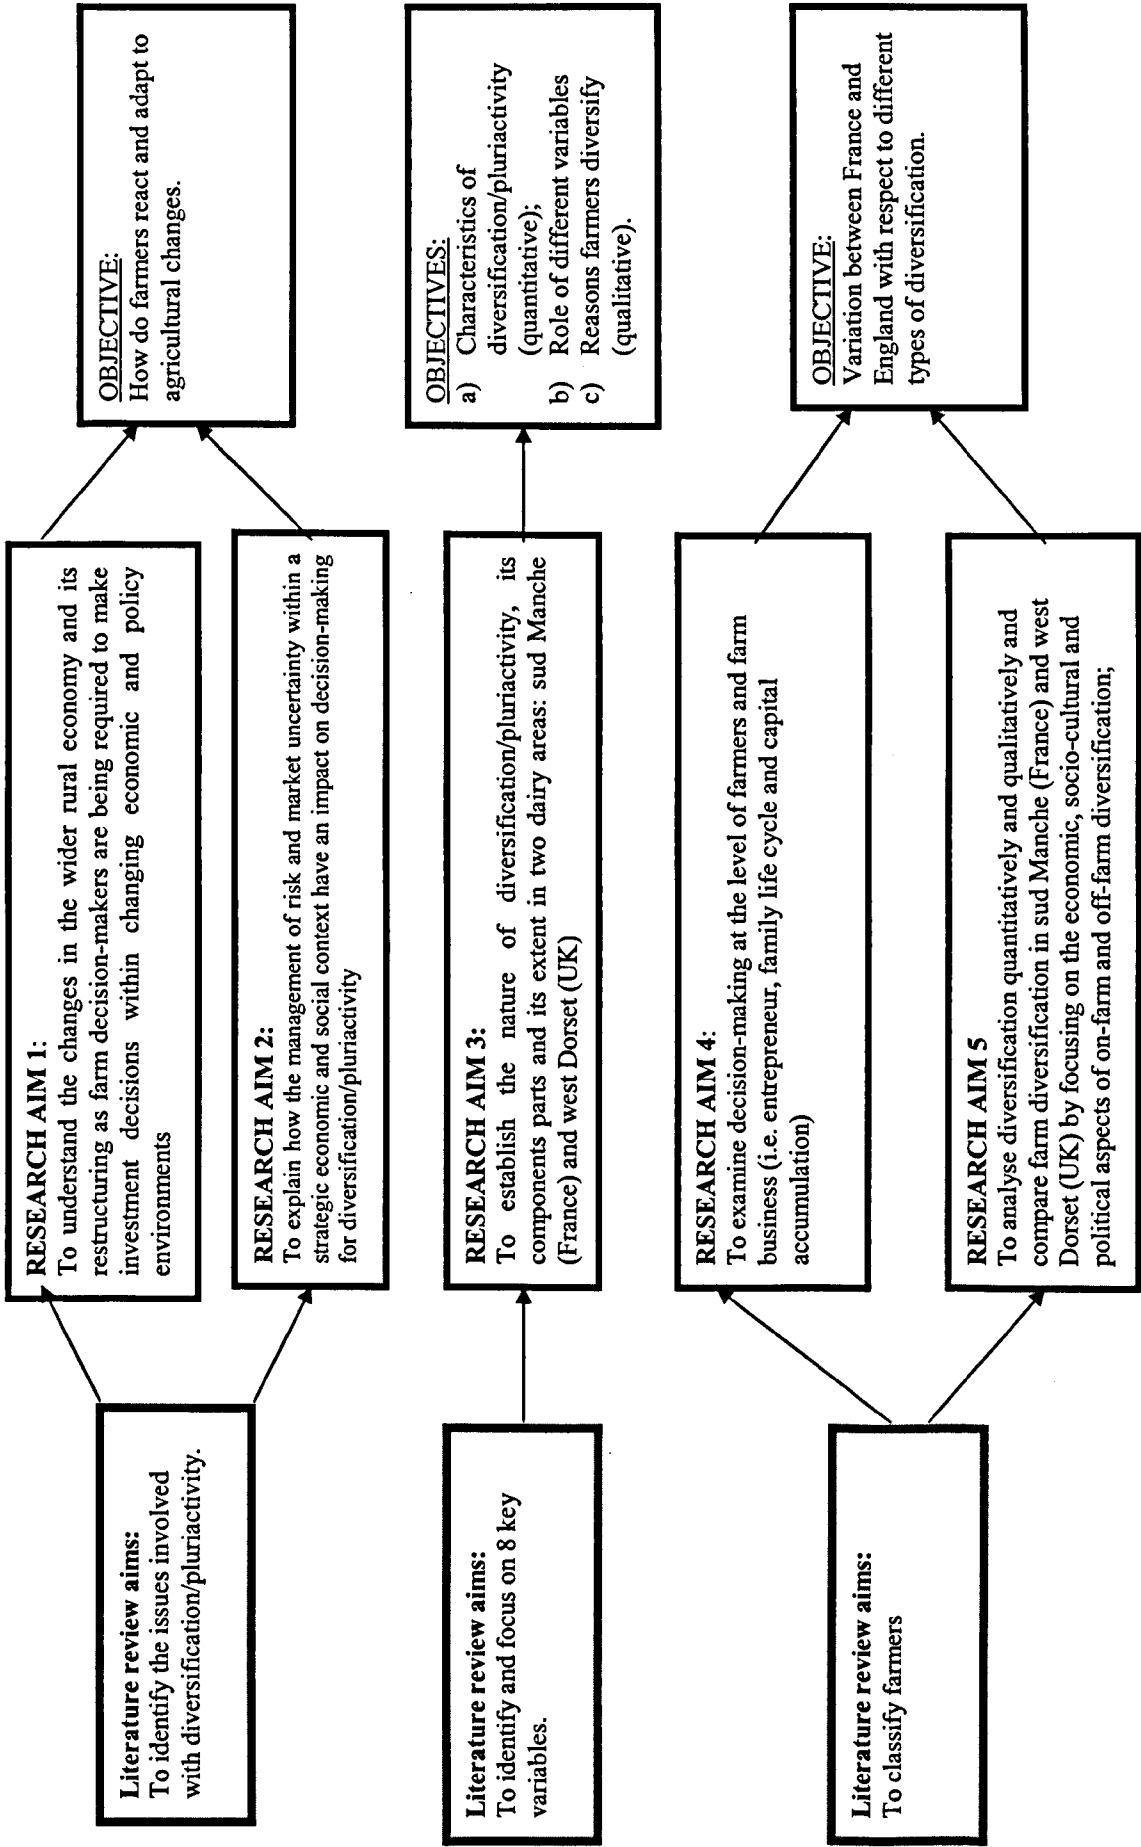 Literature review aims:
To identify the issues involved
with diversification/pluriactivity.
Literature review aims:
To identify and focus on 8 key
variables.
Literature review aims:
To classify farmers
RESEARCH AIM 1:
To understand the changes in the wider rural economy and its
restructuring as farm decision-makers are being required to make
investment decisions within changing economic and policy
environments
RESEARCH AIM 2:
To explain how the management of risk and market uncertainty within a
strategic economic and social context have an impact on decision-making
for diversification/pluriactivity
RESEARCH AIM 3:
To establish the nature of diversification/pluriactivity, its
components parts and its extent in two dairy areas: sud Manche
(France) and west Dorset (UK)
RESEARCH AIM 4:
To examine decision-making at the level of farmers and farm
business (i.e. entrepreneur, family life cycle and capital
accumulation)
RESEARCH AIM 5
To analyse diversification quantitatively and qualitatively and
compare farm diversification in sud Manche (France) and west
Dorset (UK) by focusing on the economic, socio-cultural and
political aspects of on-farm and off-farm diversification;
OBJECTIVE:
How do farmers react and adapt to
agricultural changes.
OBJECTIVES:
a) Characteristics of
diversification/pluriactivity
(quantitative);
b) Role of different variables
c) Reasons farmers diversify
(qualitative).
OBJECTIVE:
Variation between France and
England with respect to different
types of diversification.